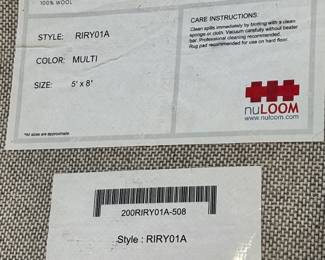 100% WOOL
STYLE: RIRY01A
COLOR: MULTI
SIZE: 5' x 8'
*All sizes are approximate.
CARE INSTRUCTIONS:
Clean spills immediately by blotting with a clean
sponge or cloth. Vacuum carefully without beater
bar. Professional cleaning recommended.
Rug pad recommended for use on hard floor.
nuLOOM
www.nuloom.com
200RIRY01A-508
Style : RIRY01A